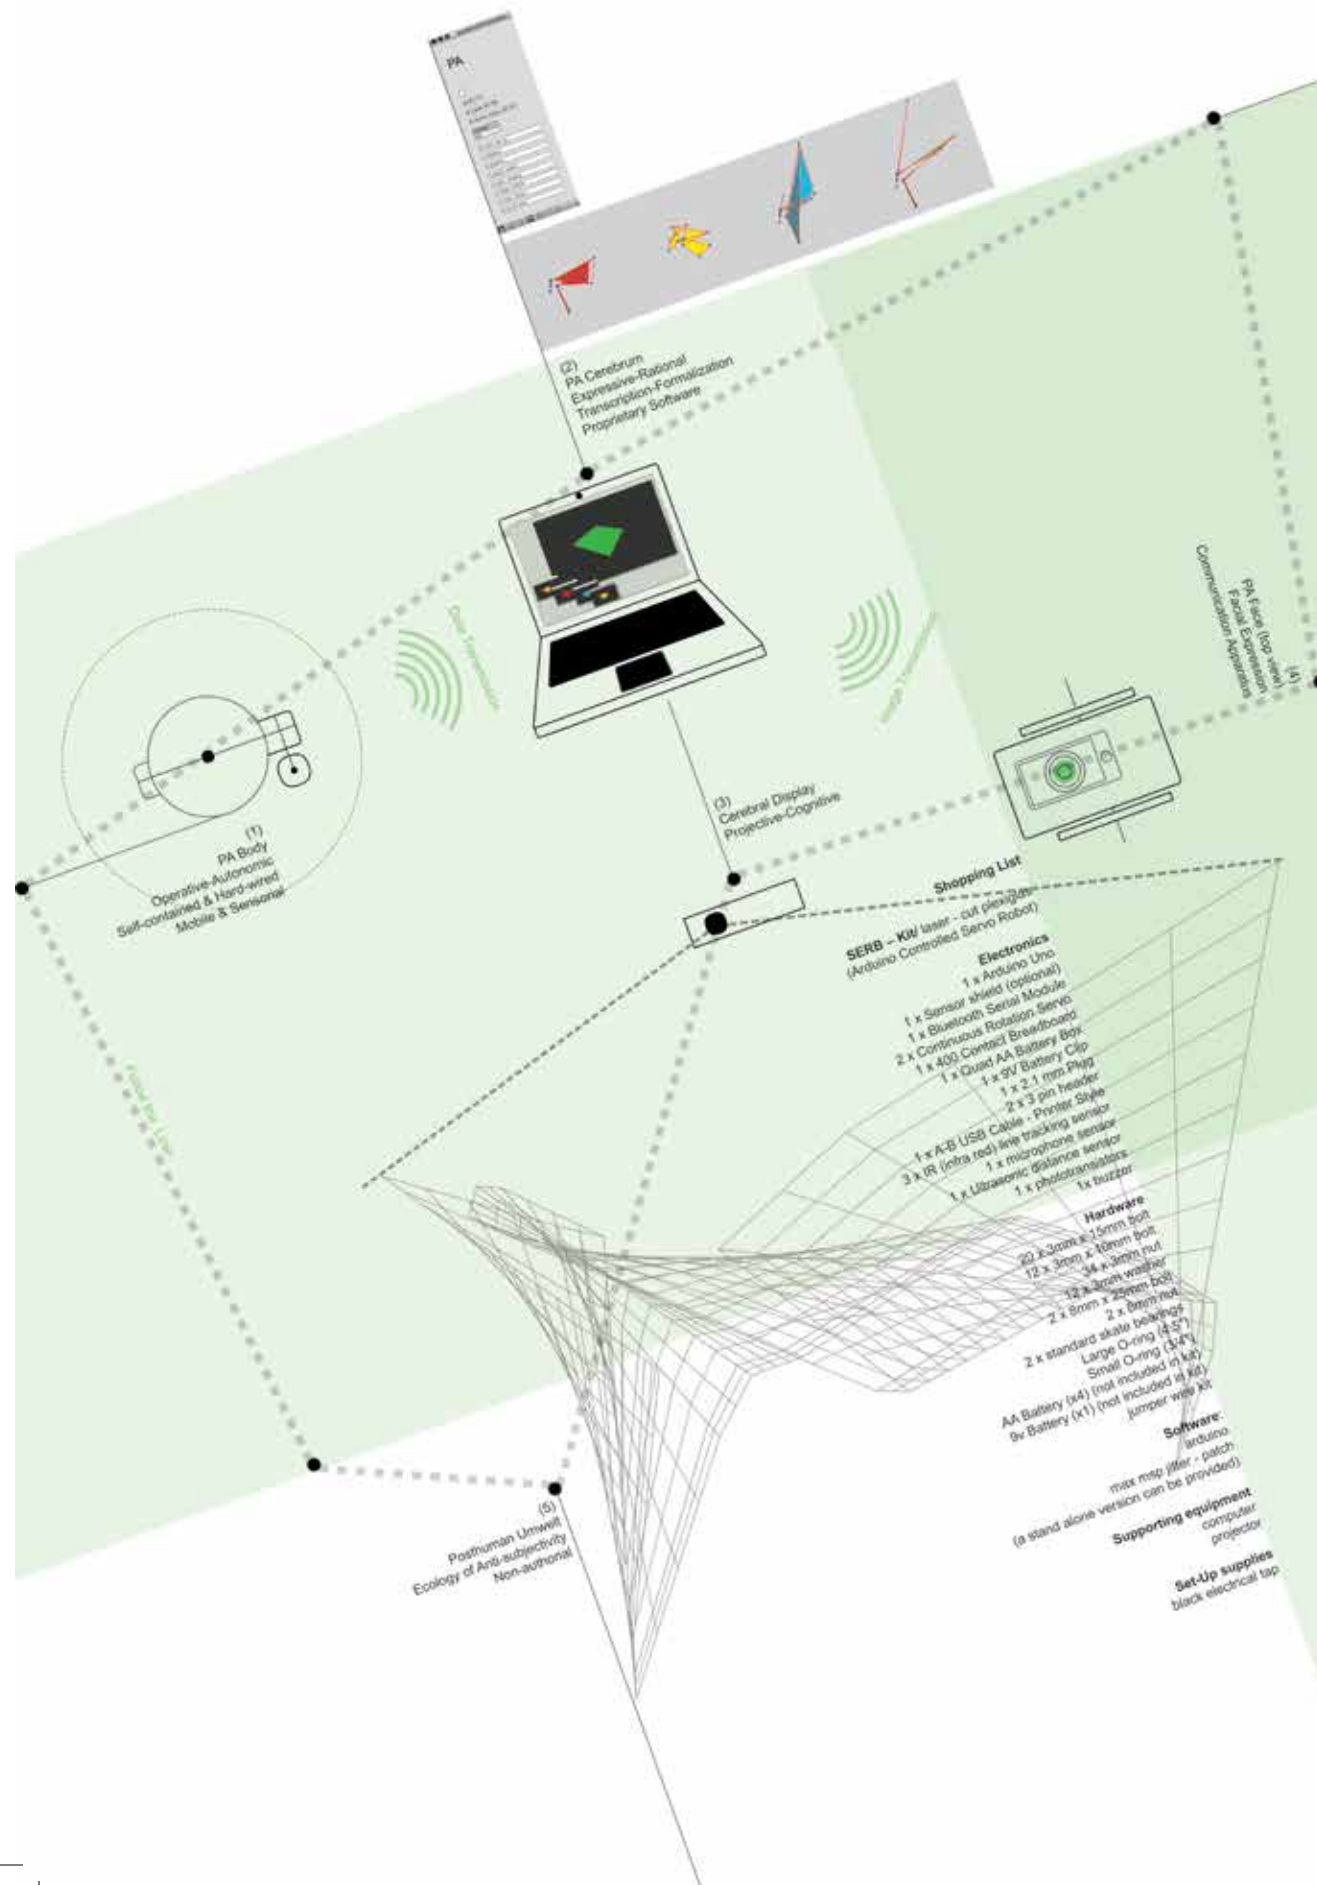 PA
(2)
PA Cerebrum
Expressive-Rational
Transcription-Formalization
Proprietary Software
Data Transmission
Image Transmission
(4)
PA Face (top view)
Facial Expression
Communication Apparatus
(1)
PA Body
Operative-Autonomic
Self-contained & Hard-wired
Mobile & Sensorial
(3)
Cerebral Display
Projective-Cognitive
Shopping List
SERB – Kit/ laser - cut plexiglas
(Arduino Controlled Servo Robot)
Electronics
1 x Arduino Uno
1 x Sensor shield (optional)
1 x Bluetooth Serial Module
2 x Continuous Rotation Servo
1 x 400 Contact Breadboard
1 x Quad AA Battery Box
1 x 9V Battery Clip
1 x 2.1 mm Plug
2 x 3 pin header
1 x A-B USB Cable - Printer Style
3 x IR (infra red) line tracking sensor
1 x microphone sensor
1 x Ultrasonic distance sensor
1 x phototransistors
1x buzzer
Hardware
20 x 3mm x 15mm bolt
12 x 3mm x 10mm bolt
34 x 3mm nut
12 x 3mm washer
2 x 8mm x 25mm bolt
2 x 8mm nut
2 x standard skate bearings
Large O-ring (4.5")
Small O-ring (3/4")
AA Battery (x4) (not included in kit)
9v Battery (x1) (not included in kit)
jumper wire kit
Software:
arduino
max msp jitter - patch
(a stand alone version can be provided)
Supporting equipment
computer
projector
Set-Up supplies
black electrical tap
(5)
Posthuman Umwelt
Ecology of Anti-subjectivity
Non-authorial